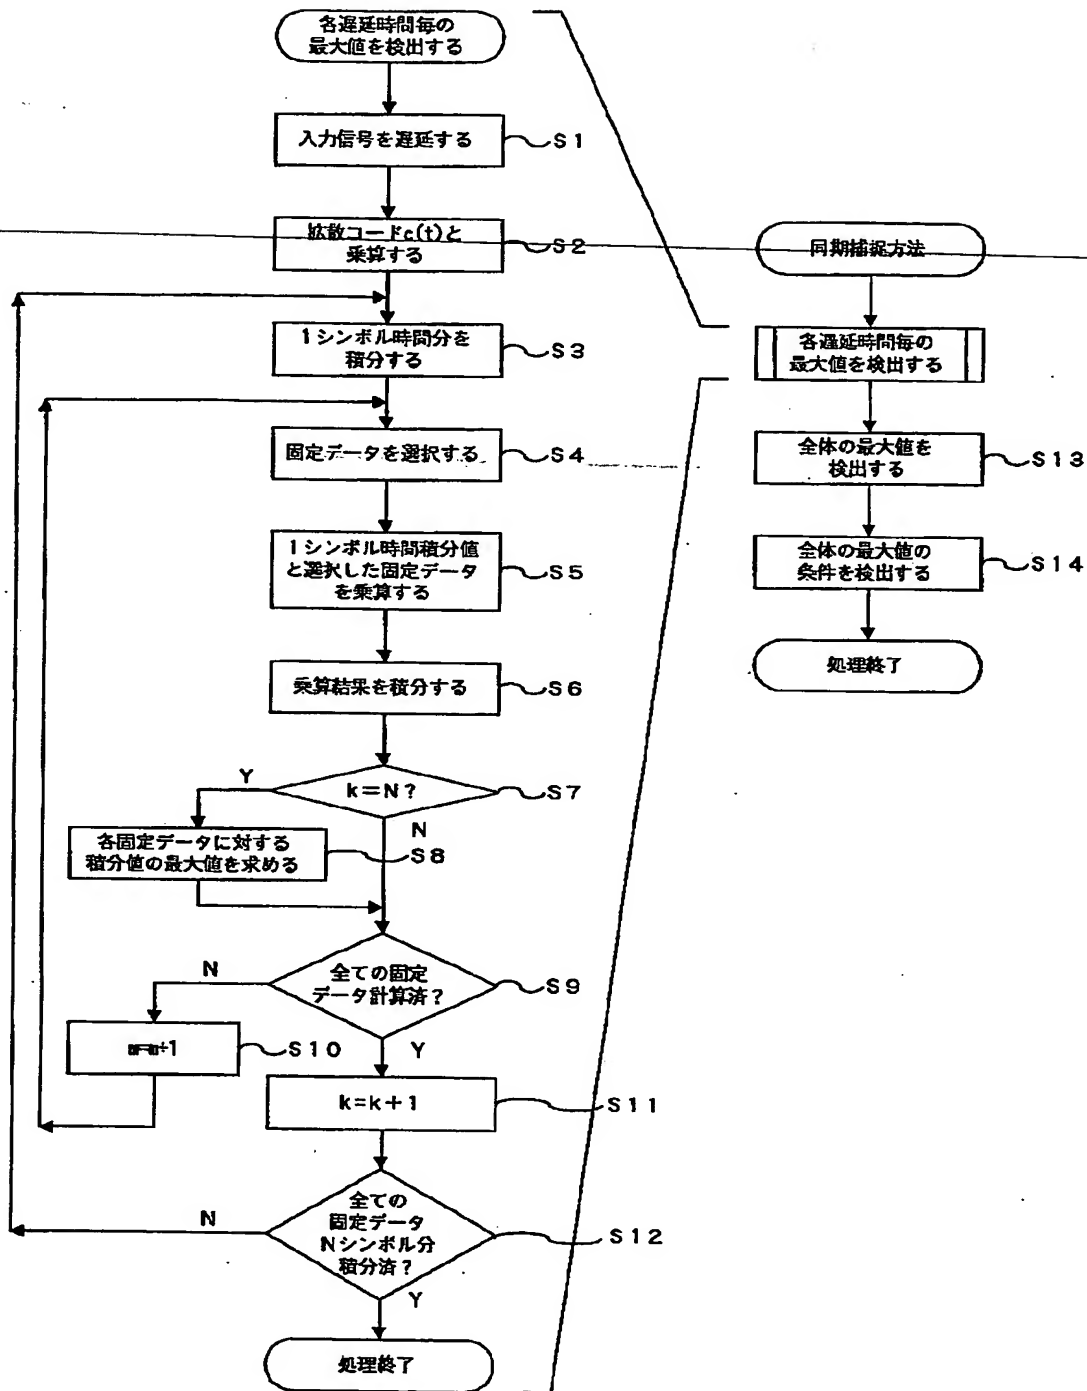 各遅延時間毎の
最大値を検出する
入力信号を遅延する
S1
拡散コードc(t)と
乗算する
S2
1シンボル時間分を
積分する
S3
固定データを選択する
S4
1シンボル時間積分値
と選択した固定データ
を乗算する
S5
乗算結果を積分する
S6
k=N?
S7
Y
N
各固定データに対する
積分値の最大値を求める
S8
全ての固定
データ計算済?
S9
N
Y
S10
k=k+1
S11
全ての
固定データ
Nシンボル分
積分済?
S12
N
Y
処理終了
同期捕捉方法
各遅延時間毎の
最大値を検出する
全体の最大値を
検出する
S13
全体の最大値の
条件を検出する
S14
処理終了